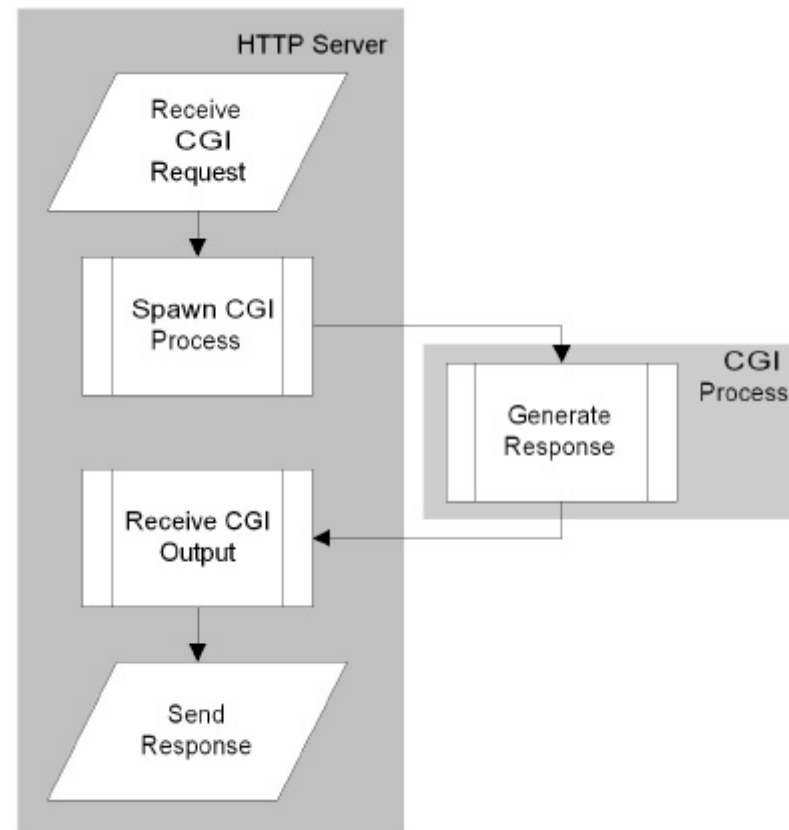 HTTP Server
Receive
CGI
Request
Spawn CGI
Process
CGI
Process
Generate
Response
Receive CGI
Output
Send
Response